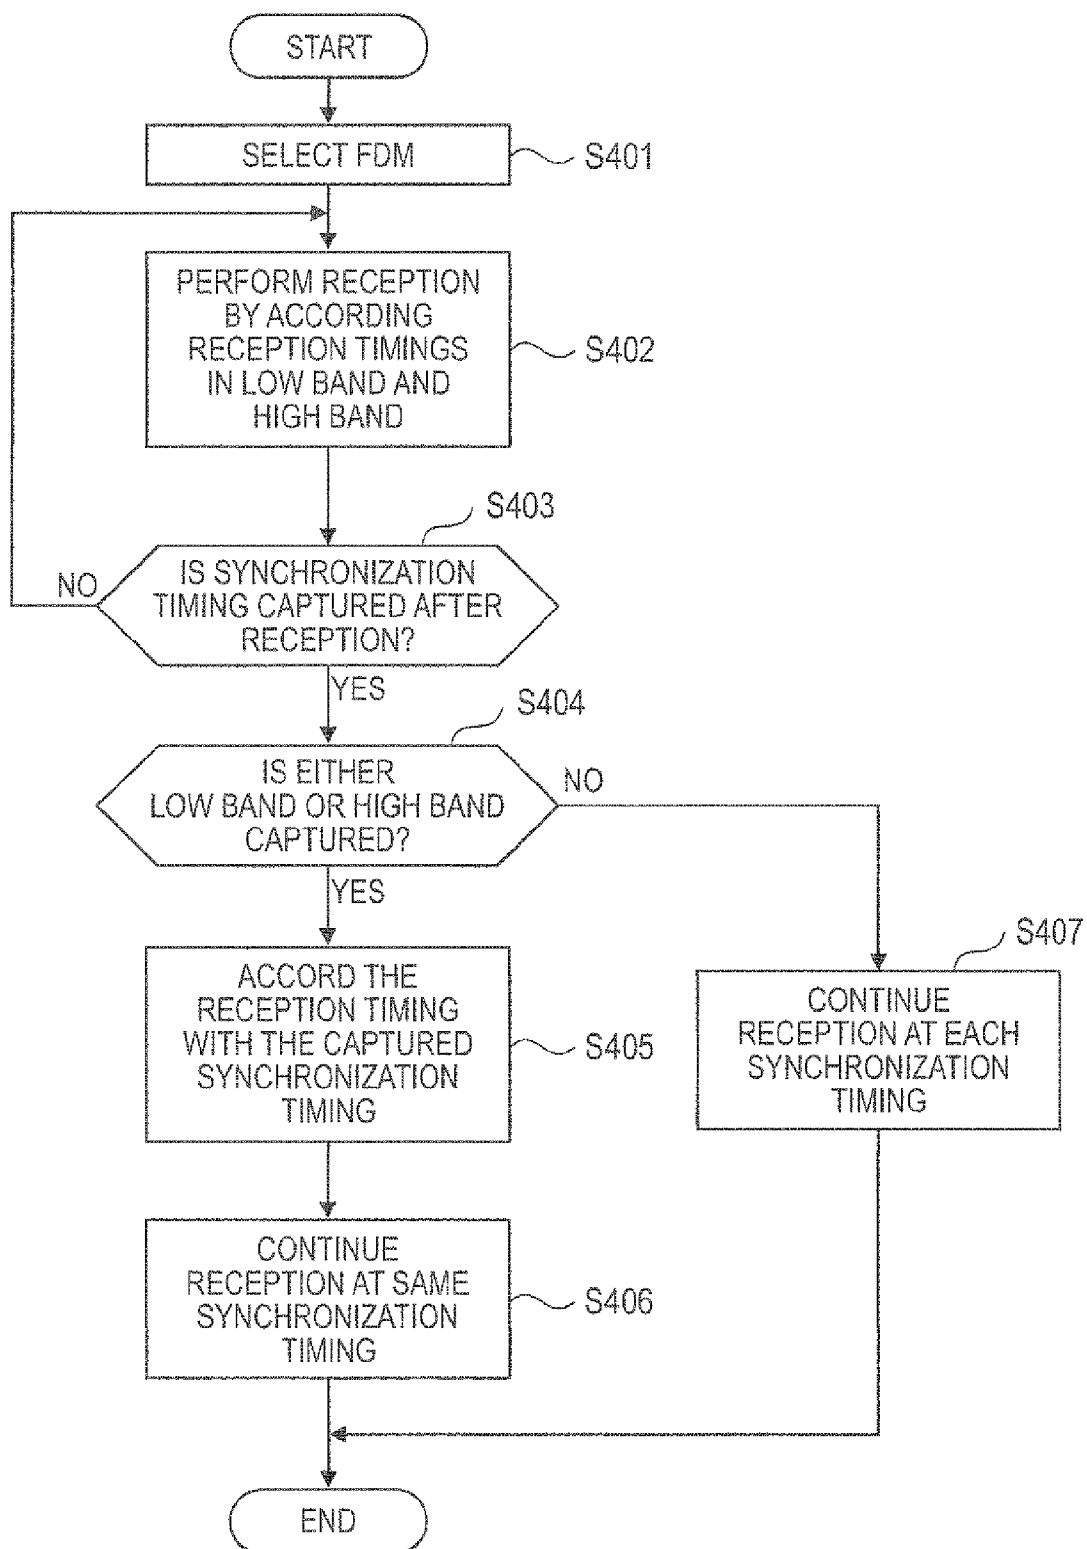 START
SELECT FDM
S401
PERFORM RECEPTION
BY ACCORDING
RECEPTION TIMINGS
IN LOW BAND AND
HIGH BAND
S402
S403
IS SYNCHRONIZATION
TIMING CAPTURED AFTER
RECEPTION?
NO
YES
S404
IS EITHER
LOW BAND OR HIGH BAND
CAPTURED?
NO
YES
S407
ACCORD THE
RECEPTION TIMING
WITH THE CAPTURED
SYNCHRONIZATION
TIMING
S405
CONTINUE
RECEPTION AT EACH
SYNCHRONIZATION
TIMING
CONTINUE
RECEPTION AT SAME
SYNCHRONIZATION
TIMING
S406
END